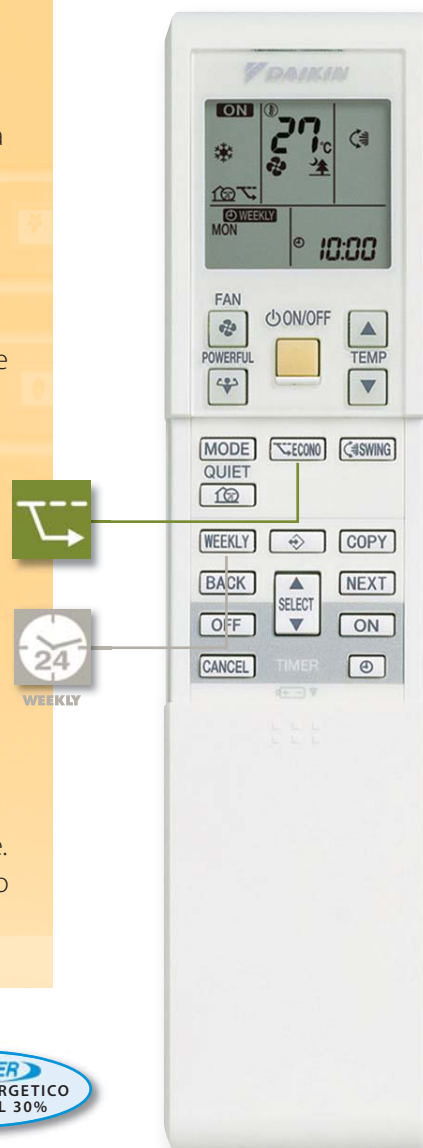 DAIKIN
ON
27°C
WEEKLY
MON
10:00
FAN
ON/OFF
POWERFUL
TEMP
MODE
ECONO
SWING
QUIET
WEEKLY
COPY
BACK
SELECT
NEXT
OFF
ON
CANCEL
TIMER
24
WEEKLY
e
e.
L 30%